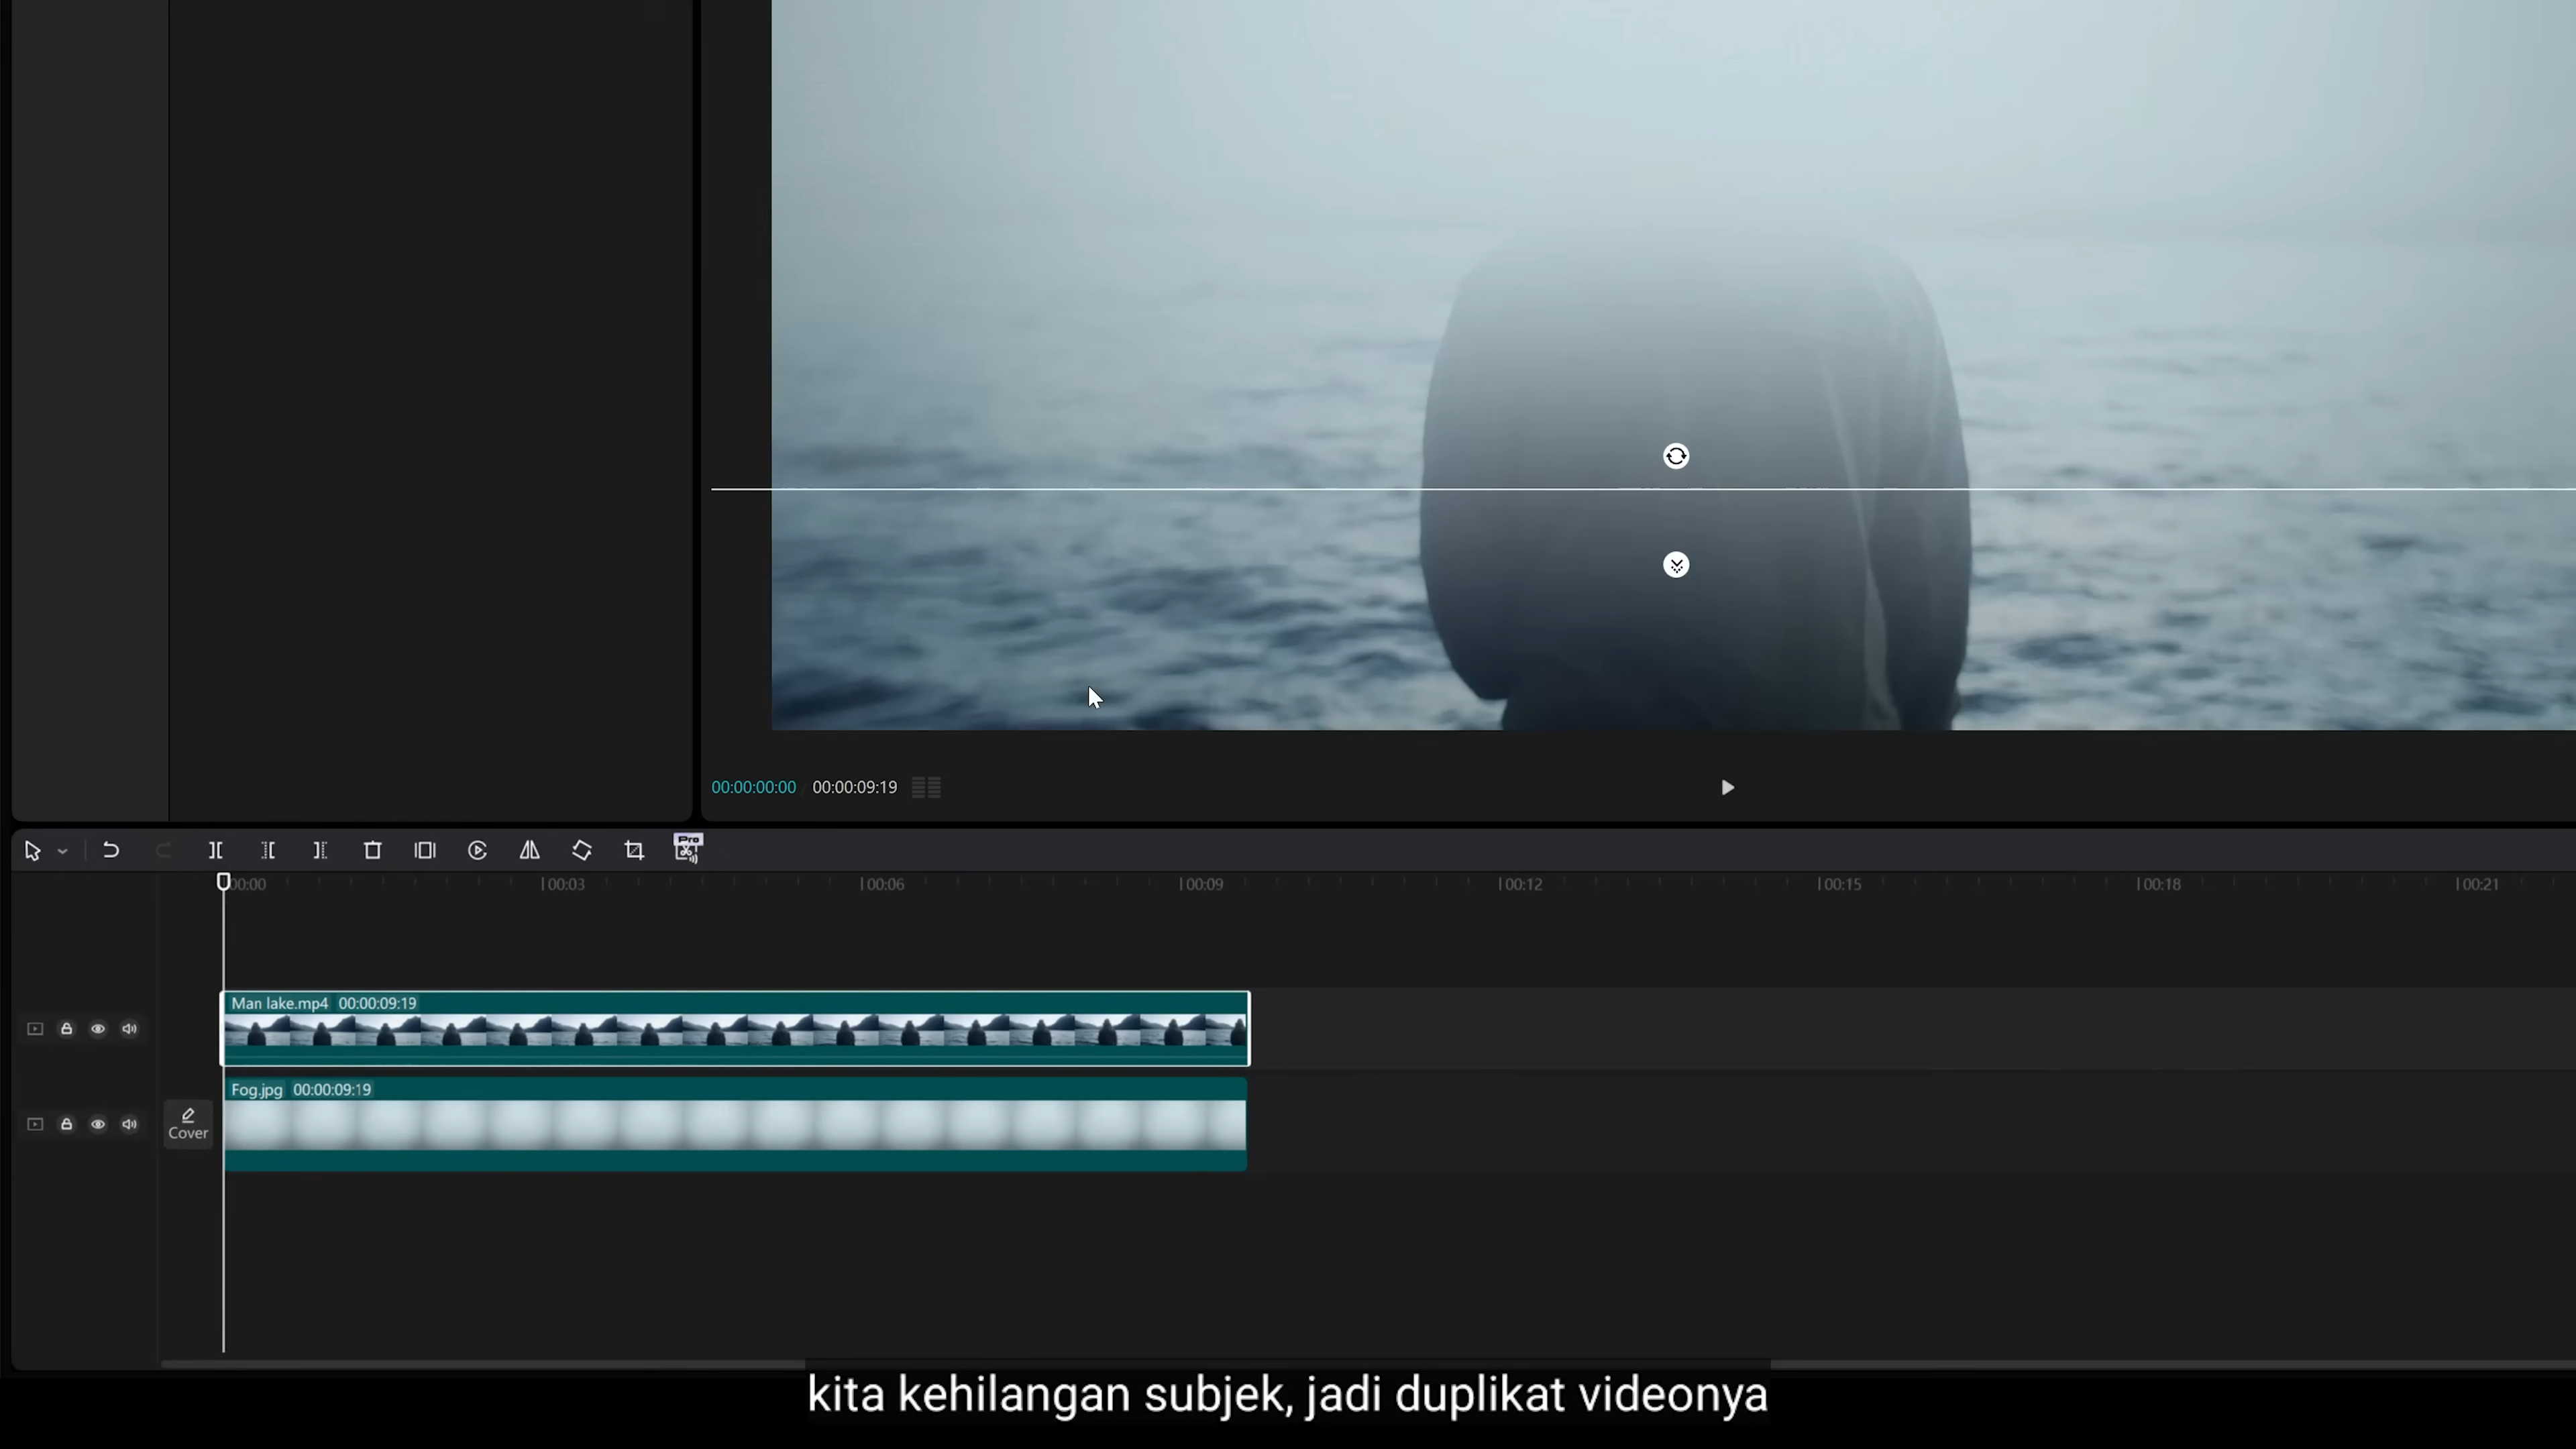 00:00:00:00 / 00:00:09:19
Pro
00:00 00:03 00:06 00:09 00:12 00:15 00:18 00:21
Man lake.mp4 00:00:09:19
Fog.jpg 00:00:09:19
Cover
kita kehilangan subjek, jadi duplikat videonya